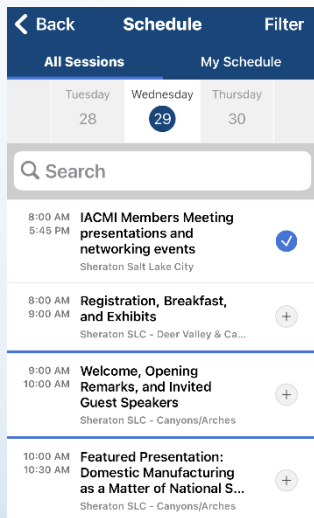 Back Schedule Filter
All Sessions My Schedule
Tuesday Wednesday Thursday
28 29 30
Search
8:00 AM IACMI Members Meeting
5:45 PM presentations and
networking events
Sheraton Salt Lake City
8:00 AM Registration, Breakfast,
9:00 AM and Exhibits
Sheraton SLC - Deer Valley & Ca...
9:00 AM Welcome, Opening
10:00 AM Remarks, and Invited
Guest Speakers
Sheraton SLC - Canyons/Arches
10:00 AM Featured Presentation:
10:30 AM Domestic Manufacturing
as a Matter of National S...
Sheraton SLC - Canyons/Arches